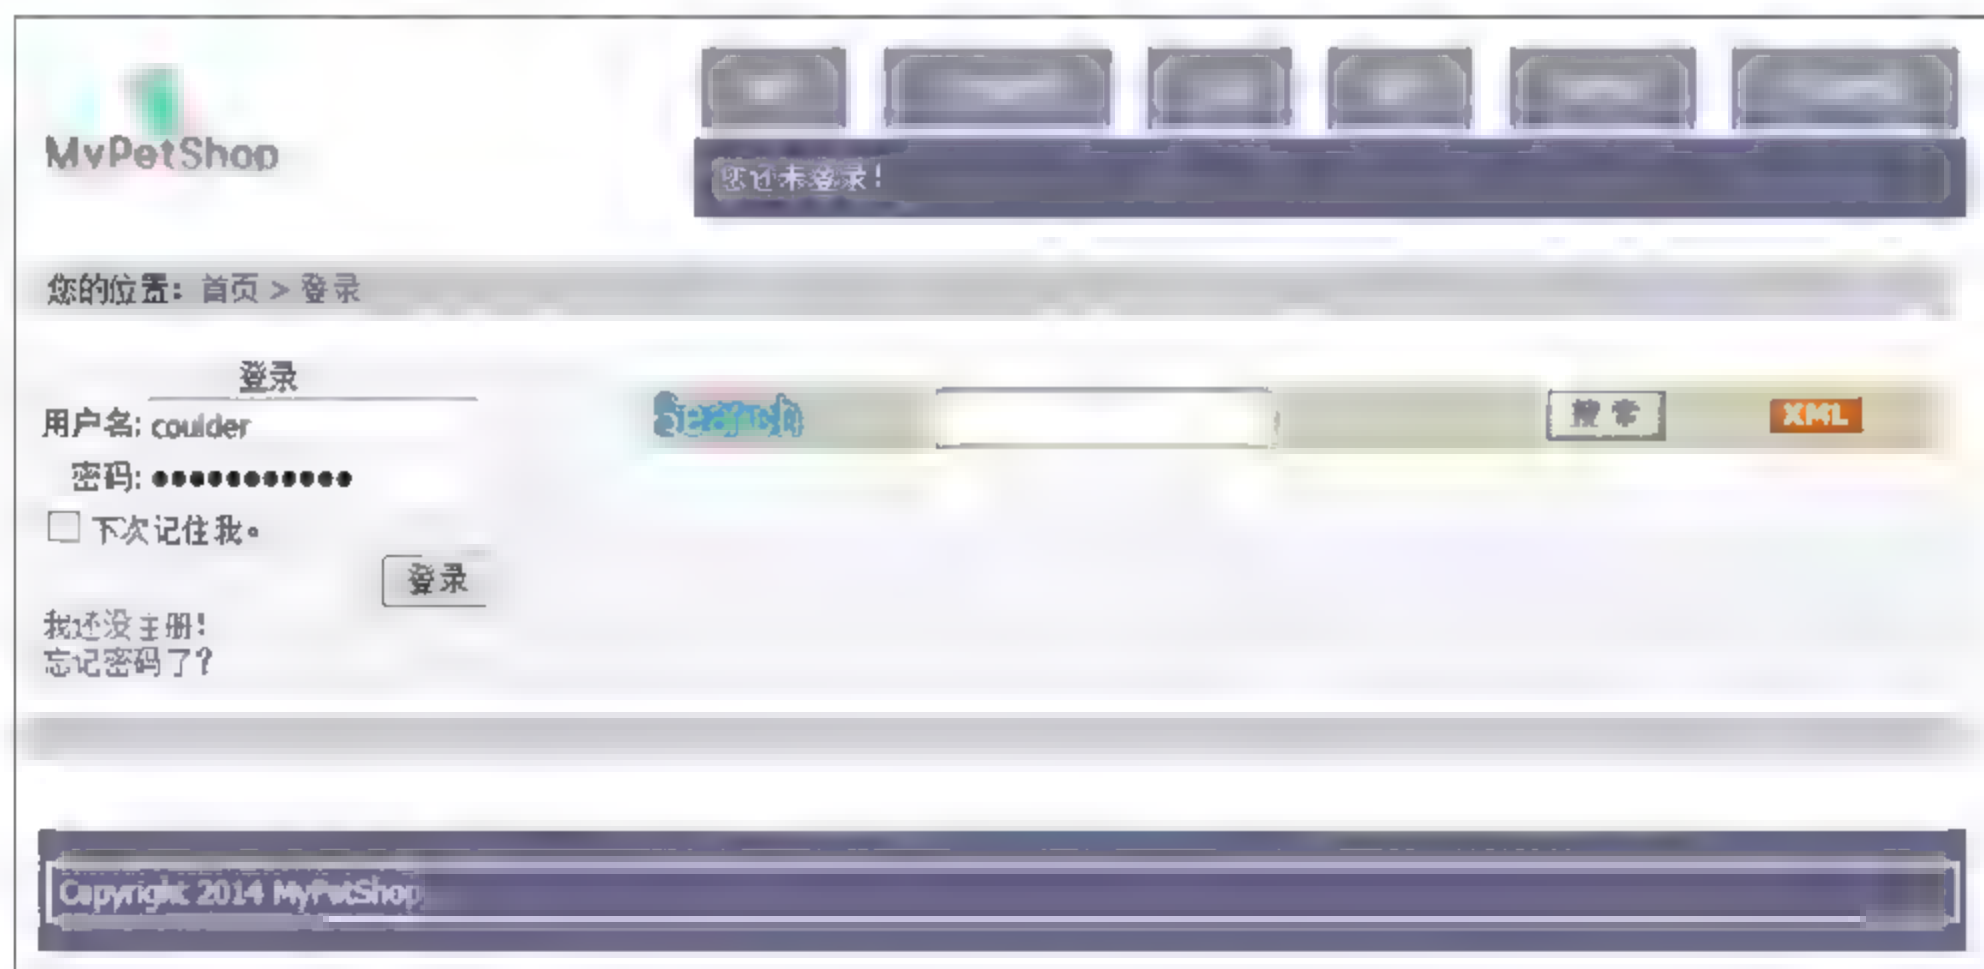 MyPetShop
您还未登录！
您的位置：首页 > 登录
登录
用户名: coulder
密码: ●●●●●●●●●●●
下次记住我。
登录
我还没注册！
忘记密码了？
搜索
XML
Copyright 2014 MyPetShop